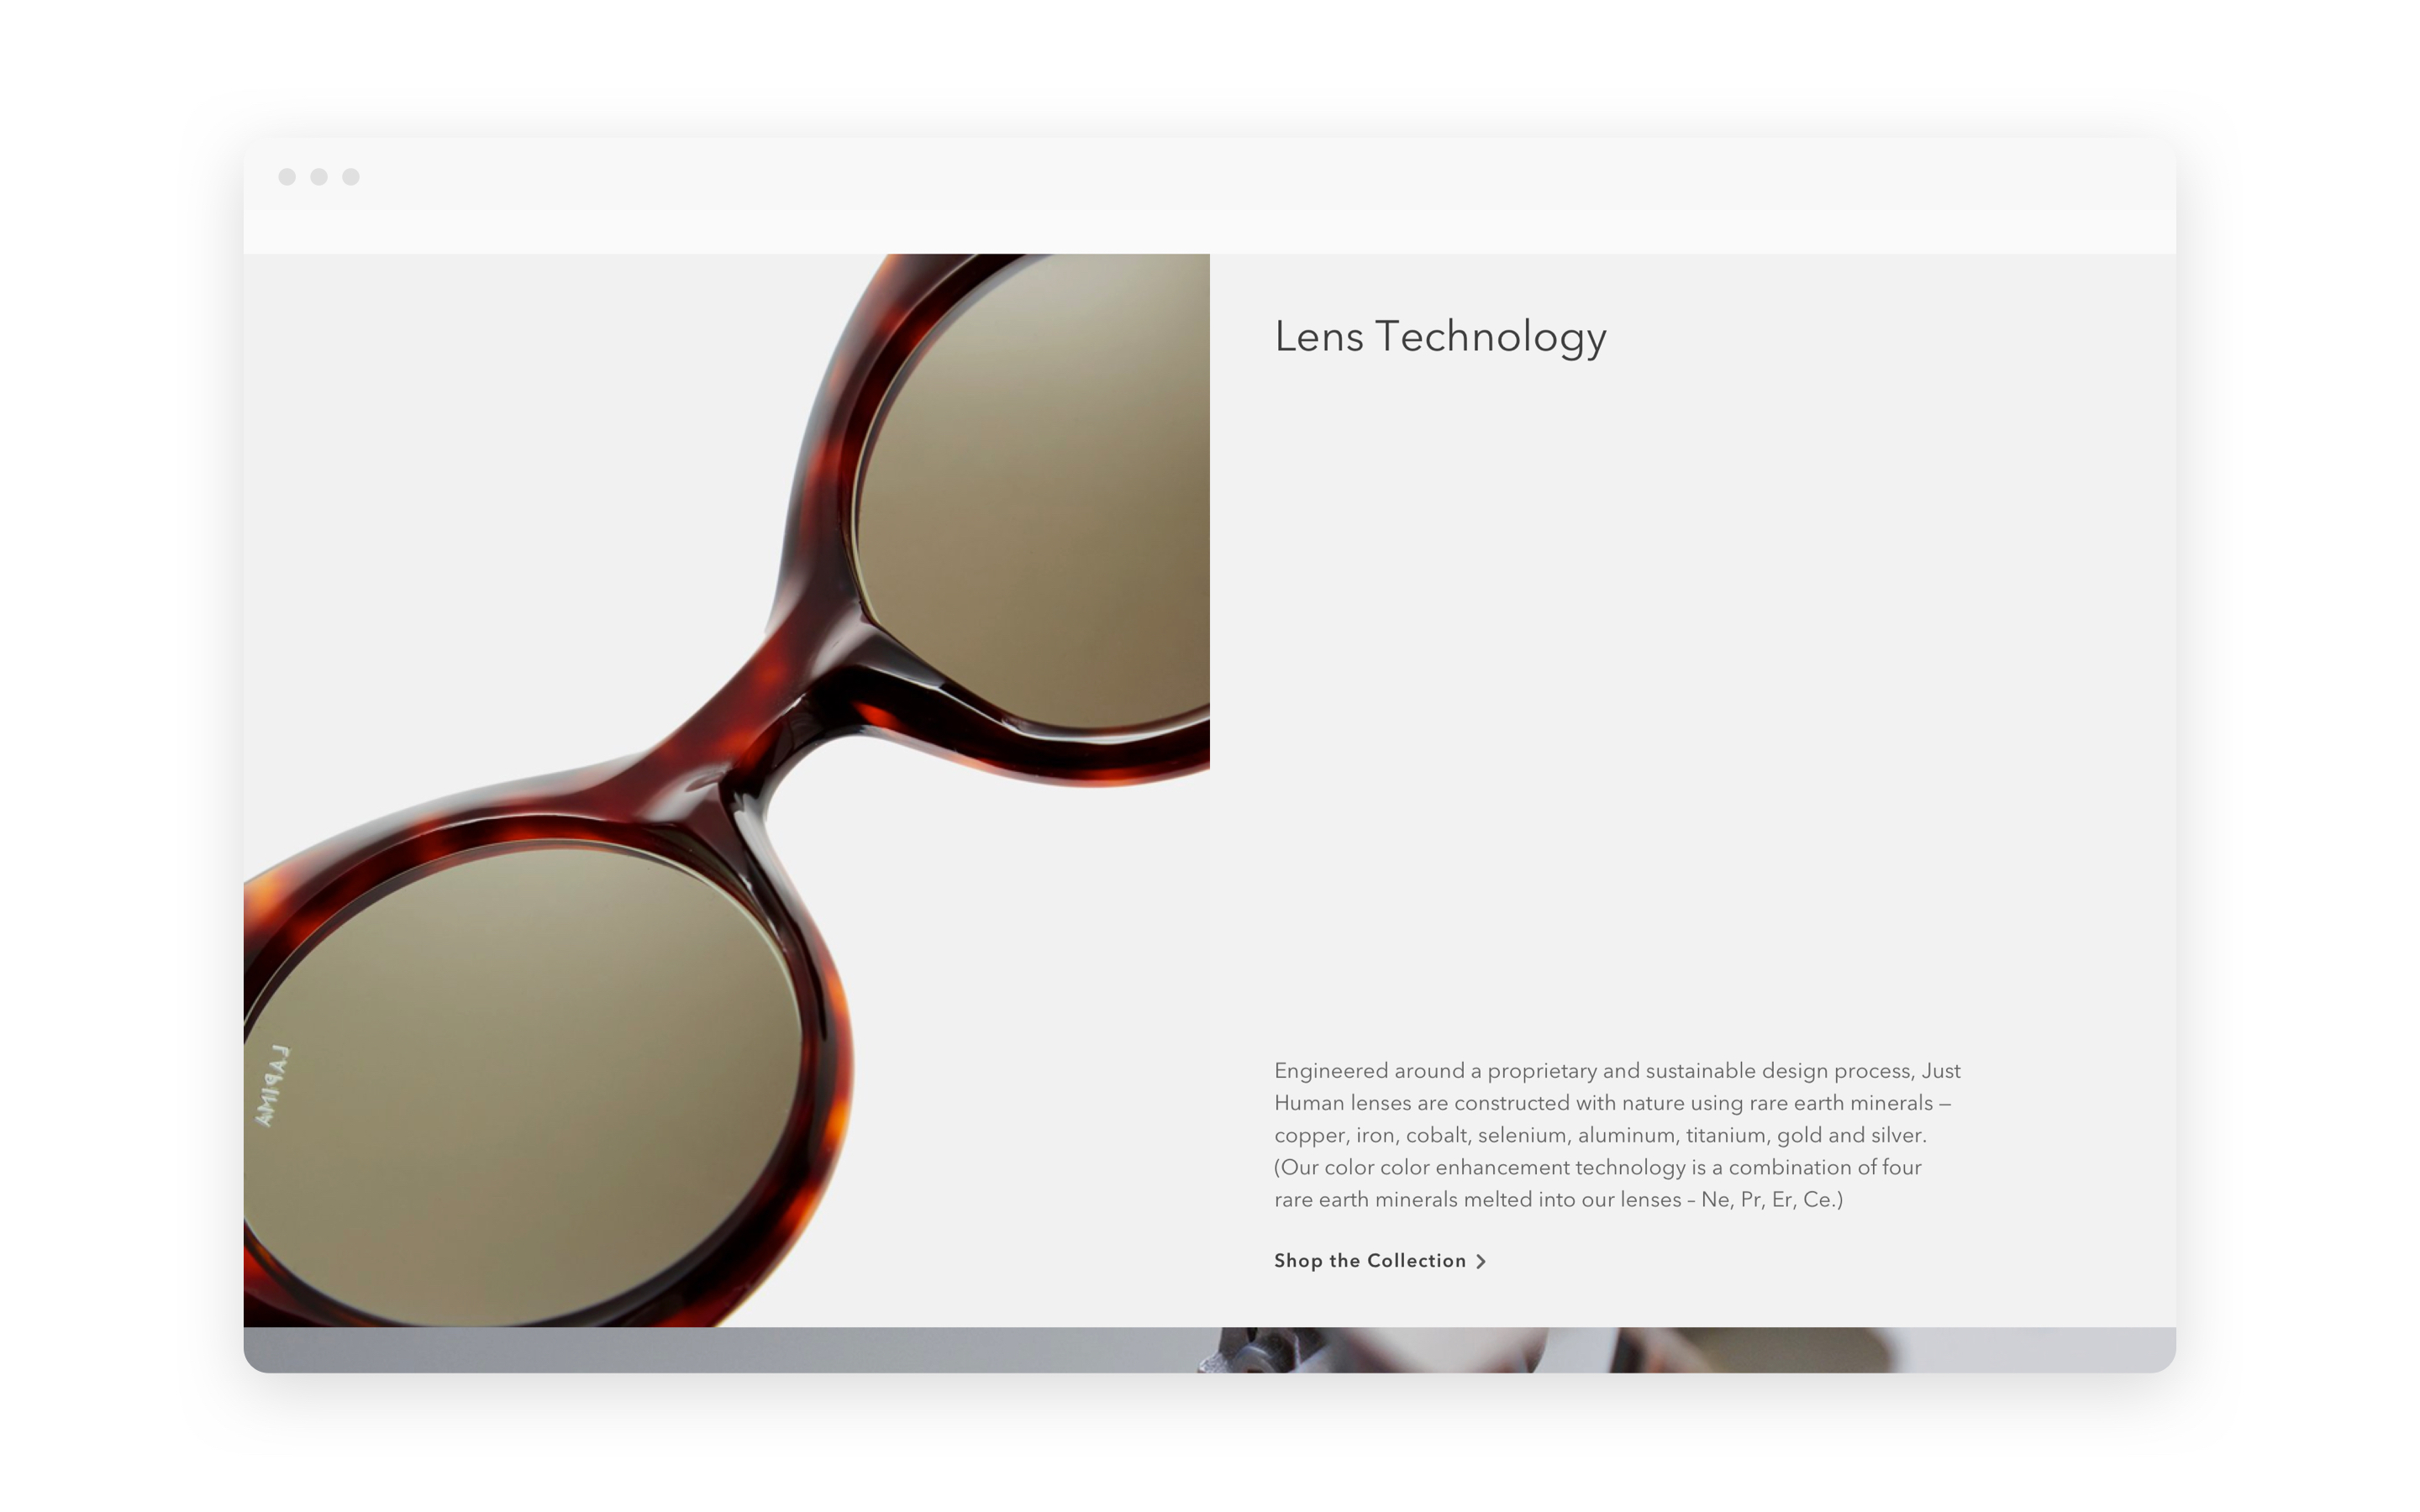 Lens Technology
Engineered around a proprietary and sustainable design process, Just
Human lenses are constructed with nature using rare earth minerals –
copper, iron, cobalt, selenium, aluminum, titanium, gold and silver.
(Our color color enhancement technology is a combination of four
rare earth minerals melted into our lenses – Ne, Pr, Er, Ce.)
Shop the Collection